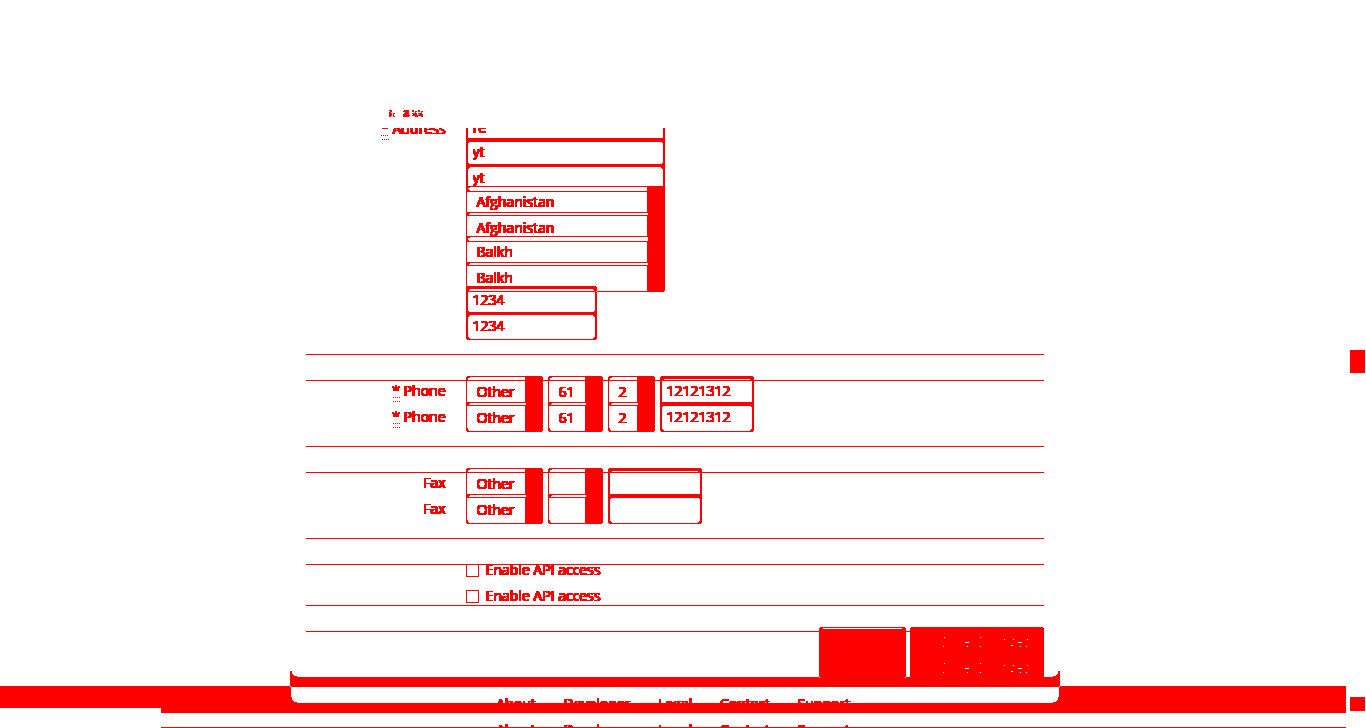 * Address re
yt
yt
Afghanistan
Afghanistan
Balkh
Balkh
1234
1234
* Phone Other 61 2 12121312
* Phone Other 61 2 12121312
Fax Other
Fax Other
Enable API access
Enable API access
About Developer Legal Contact Support